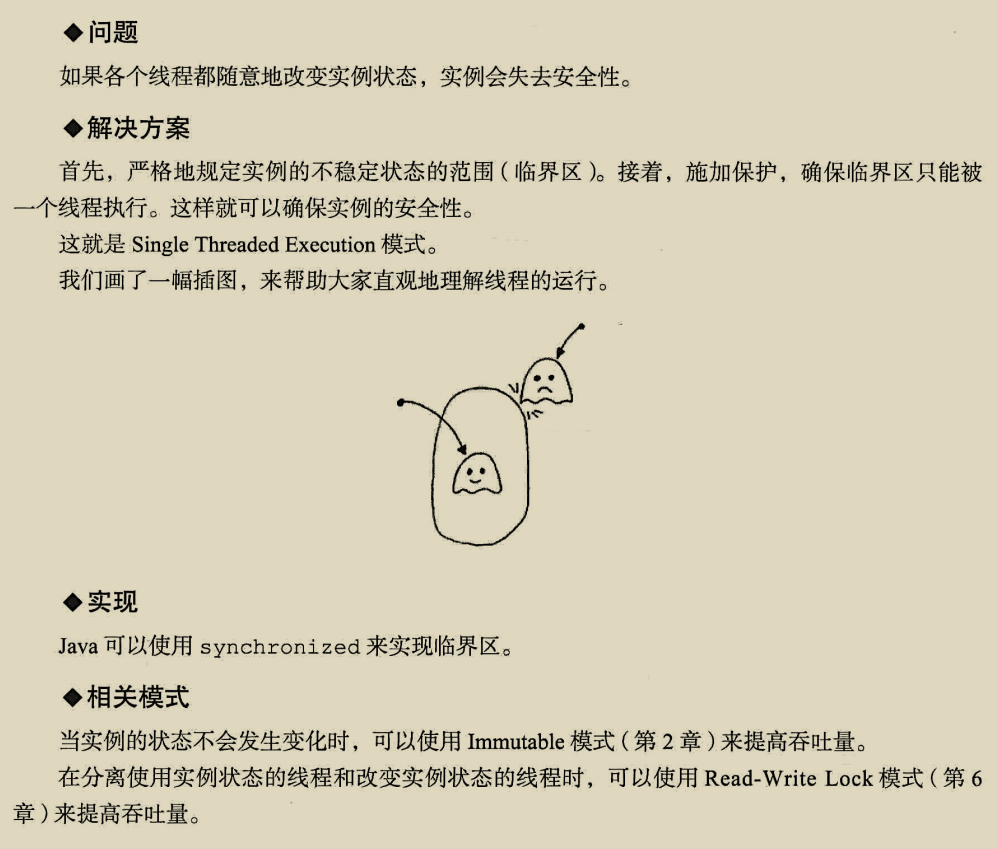 ◆问题
如果各个线程都随意地改变实例状态，实例会失去安全性。
◆解决方案
首先，严格地规定实例的不稳定状态的范围（临界区）。接着，施加保护，确保临界区只能被
一个线程执行。这样就可以确保实例的安全性。
这就是 Single Threaded Execution 模式。
我们画了一幅插图，来帮助大家直观地理解线程的运行。
◆实现
Java 可以使用 synchronized 来实现临界区。
◆相关模式
当实例的状态不会发生变化时，可以使用 Immutable 模式（第 2 章）来提高吞吐量。
在分离使用实例状态的线程和改变实例状态的线程时，可以使用 Read-Write Lock 模式（第 6
章）来提高吞吐量。